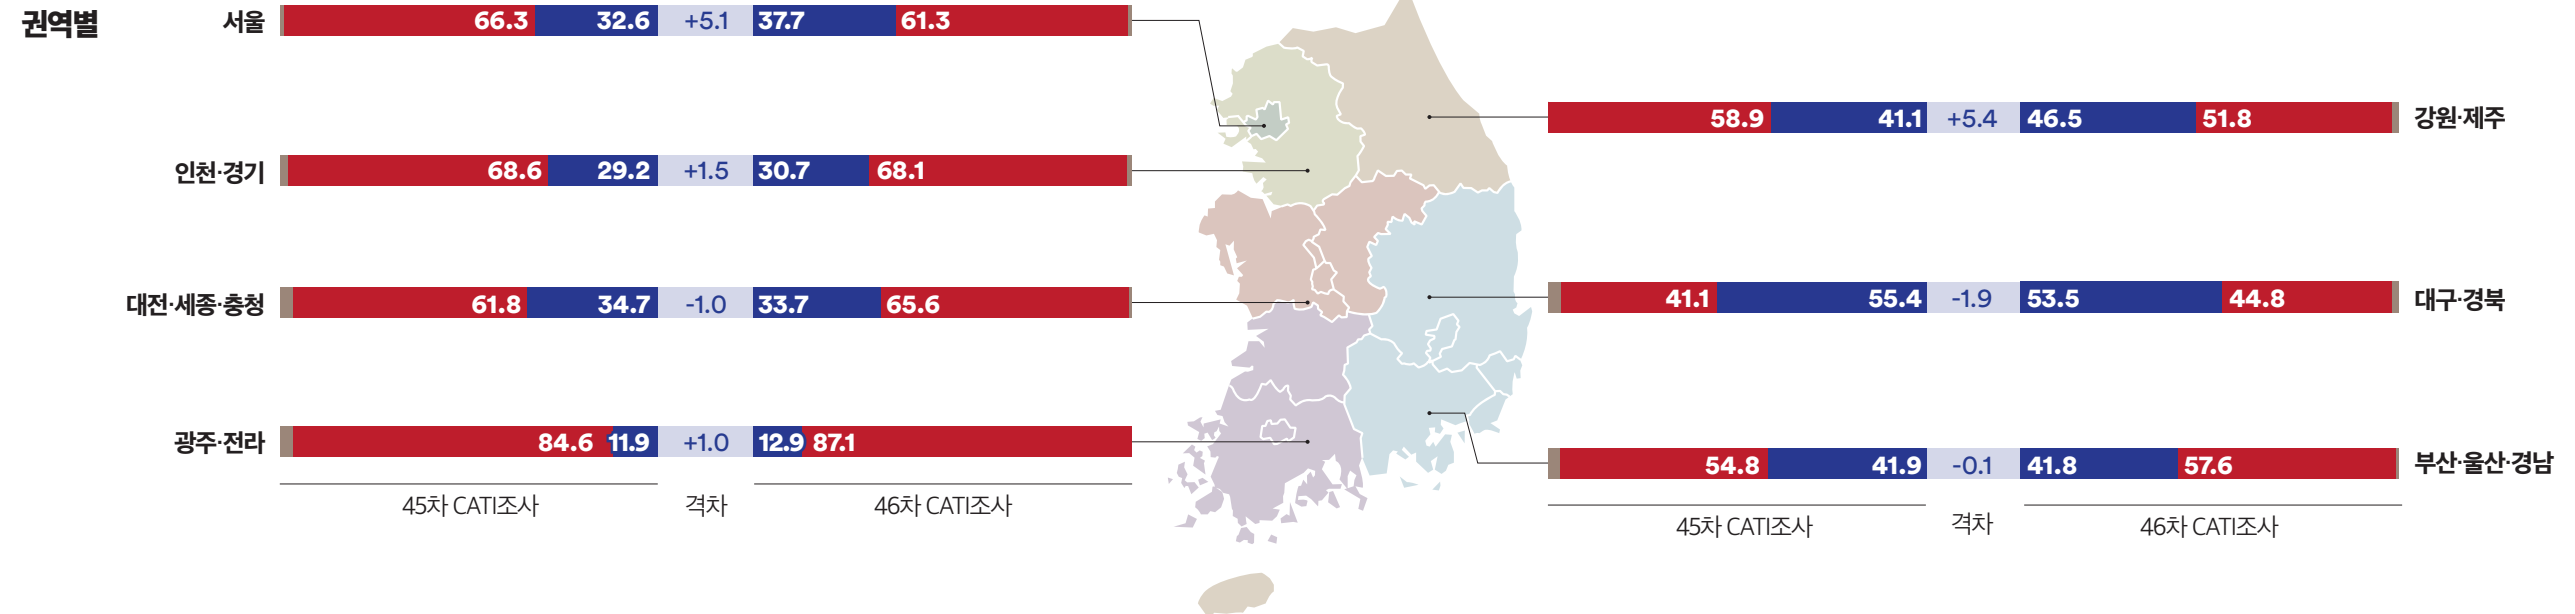 권역별
서울 66.3 32.6 +5.1 37.7 61.3
인천·경기 68.6 29.2 +1.5 30.7 68.1
대전·세종·충청 61.8 34.7 -1.0 33.7 65.6
광주·전라 84.6 11.9 +1.0 12.9 87.1
45차 CATI조사 격차 46차 CATI조사
58.9 41.1 +5.4 46.5 51.8 강원·제주
41.1 55.4 -1.9 53.5 44.8 대구·경북
54.8 41.9 -0.1 41.8 57.6 부산·울산·경남
45차 CATI조사 격차 46차 CATI조사